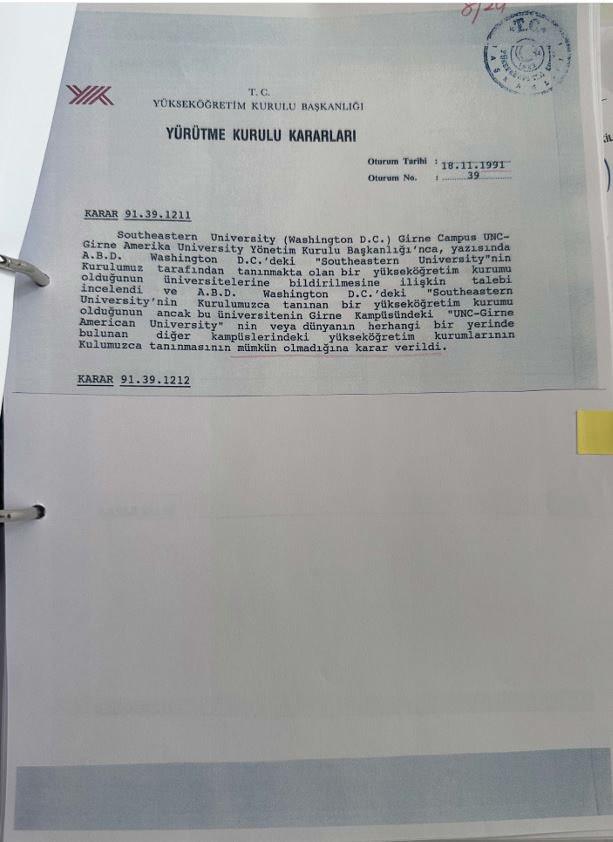 8/24
T.C.
YÖK
T. C.
YÜKSEKÖĞRETİM KURULU BAŞKANLIĞI
YÜRÜTME KURULU KARARLARI
Oturum Tarihi : 18.11.1991
Oturum No. : 39
KARAR 91.39.1211
Southeastern University (Washington D.C.) Girne Campus UNC-
Girne Amerika University Yönetim Kurulu Başkanlığı'nca, yazısında
A.B.D. Washington D.C.'deki "Southeastern University"nin
Kurulumuz tarafından tanınmakta olan bir yükseköğretim kurumu
olduğunun üniversitelerine bildirilmesine ilişkin talebi
incelendi ve A.B.D. Washington D.C.'deki "Southeastern
University'nin Kurulumuzca tanınan bir yükseköğretim kurumu
olduğunun ancak bu üniversitenin Girne Kampüsündeki "UNC-Girne
American University" nin veya dünyanın herhangi bir yerinde
bulunan diğer kampüslerindeki yükseköğretim kurumlarının
Kulumuzca tanınmasının mümkün olmadığına karar verildi.
KARAR 91.39.1212